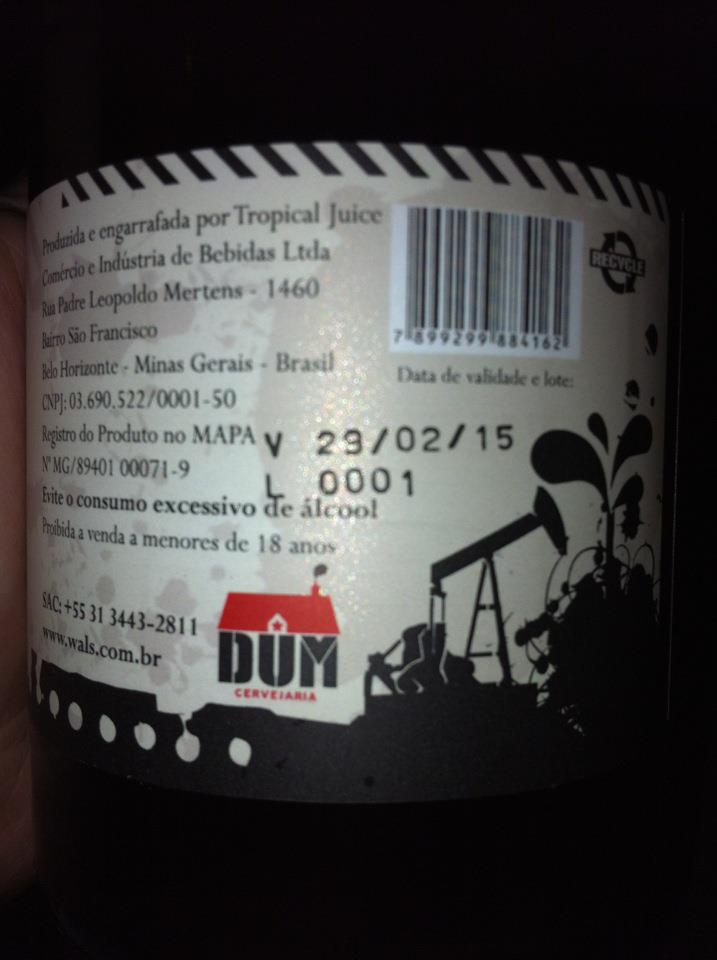 Produzida e engarrafada por Tropical Juice
Comércio e Indústria de Bebidas Ltda
Rua Padre Leopoldo Mertens - 1460
Bairro São Francisco
Belo Horizonte - Minas Gerais - Brasil
CNPJ: 03.690.522/0001-50
Registro do Produto no MAPA
Nº MG/89401 00071-9
Evite o consumo excessivo de álcool
Proibida a venda a menores de 18 anos
SAC: +55 31 3443-2811
www.wals.com.br
7 899299 884162
RECYCLE
Data de validade e lote:
V 29/02/15
L 0001
DUM
CERVEJARIA